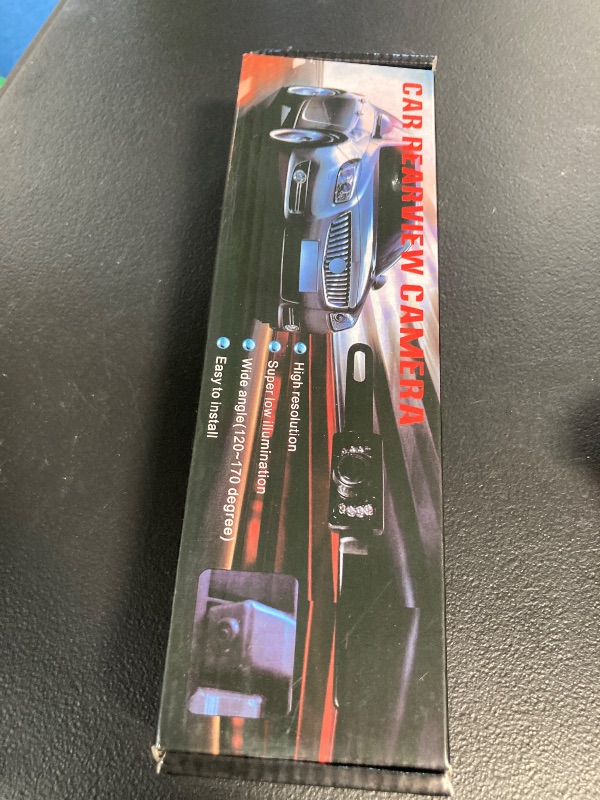 CAR REARVIEW CAMERA
High resolution
Super low illumination
Wide angle(120~170 degree)
Easy to install